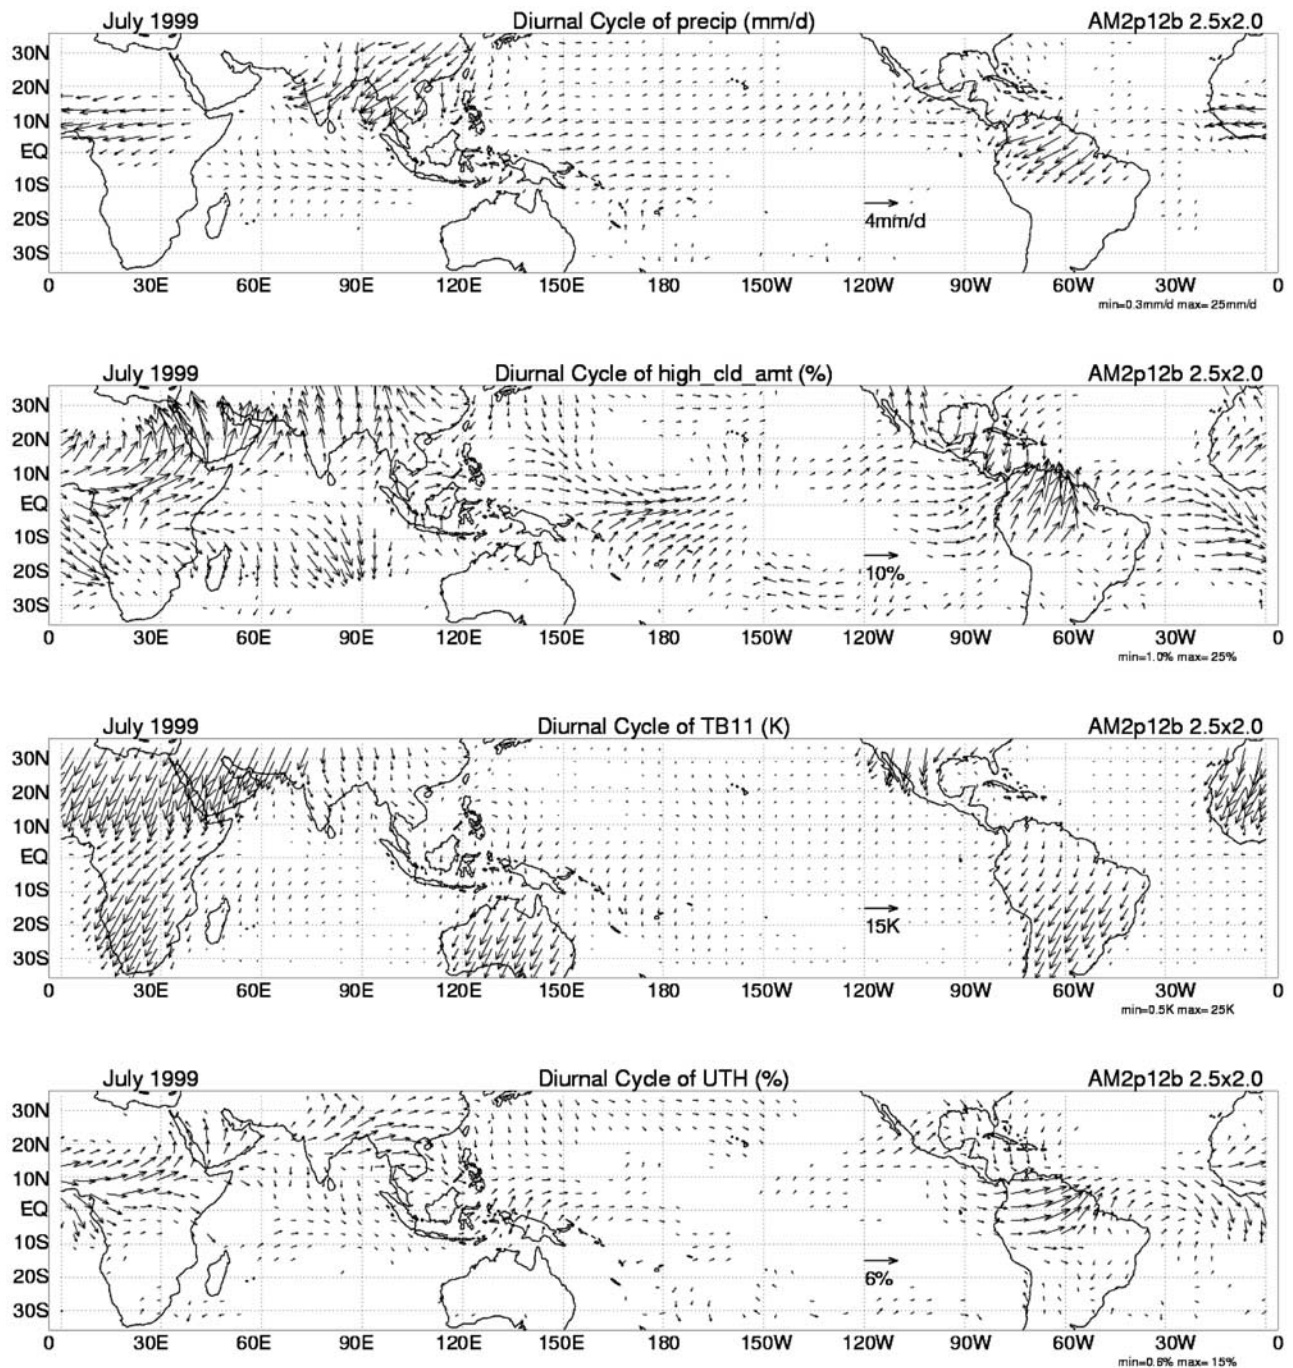 July 1999 Diurnal Cycle of precip (mm/d) AM2p12b 2.5x2.0
30N
20N
10N
EQ
10S
20S
30S
4mm/d
0 30E 60E 90E 120E 150E 180 150W 120W 90W 60W 30W 0
min=0.3mm/d max= 25mm/d
July 1999 Diurnal Cycle of high_cld_amt (%) AM2p12b 2.5x2.0
30N
20N
10N
EQ
10S
20S
30S
10%
0 30E 60E 90E 120E 150E 180 150W 120W 90W 60W 30W 0
min=1.0% max= 25%
July 1999 Diurnal Cycle of TB11 (K) AM2p12b 2.5x2.0
30N
20N
10N
EQ
10S
20S
30S
15K
0 30E 60E 90E 120E 150E 180 150W 120W 90W 60W 30W 0
min=0.5K max= 25K
July 1999 Diurnal Cycle of UTH (%) AM2p12b 2.5x2.0
30N
20N
10N
EQ
10S
20S
30S
6%
0 30E 60E 90E 120E 150E 180 150W 120W 90W 60W 30W 0
min=0.6% max= 15%